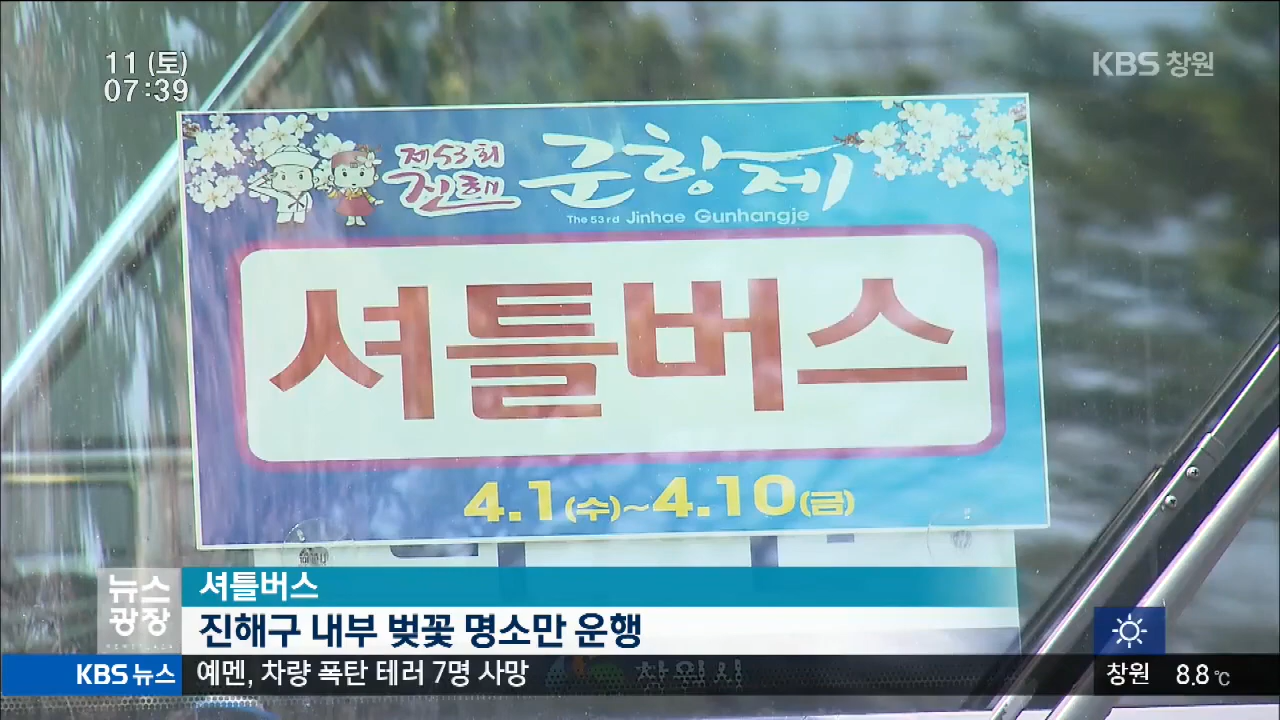 11 (토)
07:39
KBS 창원
제53회
진해
군항제
The 53rd Jinhae Gunhangje
셔틀버스
4.1(수)~4.10(금)
뉴스
광장
셔틀버스
진해구 내부 벚꽃 명소만 운행
KBS 뉴스
예멘, 차량 폭탄 테러 7명 사망
창원시
창원 8.8℃